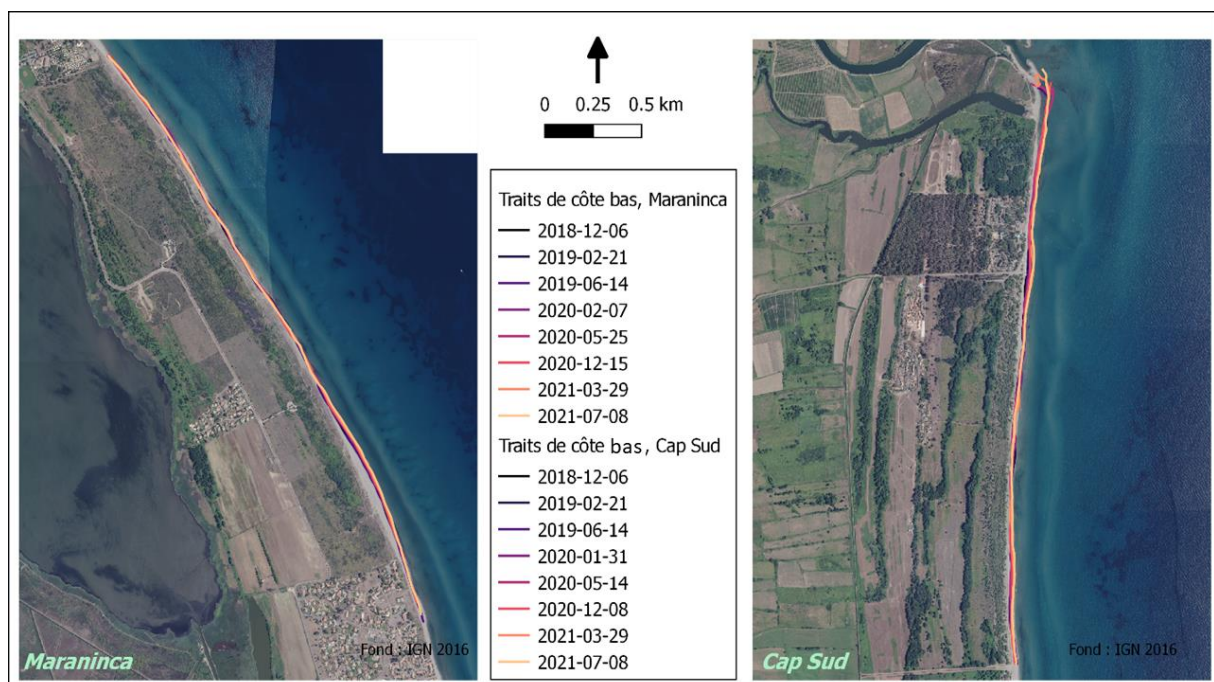 0 0.25 0.5 km
Traits de côte bas, Maraninca
2018-12-06
2019-02-21
2019-06-14
2020-02-07
2020-05-25
2020-12-15
2021-03-29
2021-07-08
Traits de côte bas, Cap Sud
2018-12-06
2019-02-21
2019-06-14
2020-01-31
2020-05-14
2020-12-08
2021-03-29
2021-07-08
Maraninca
Fond : IGN 2016
Cap Sud
Fond : IGN 2016